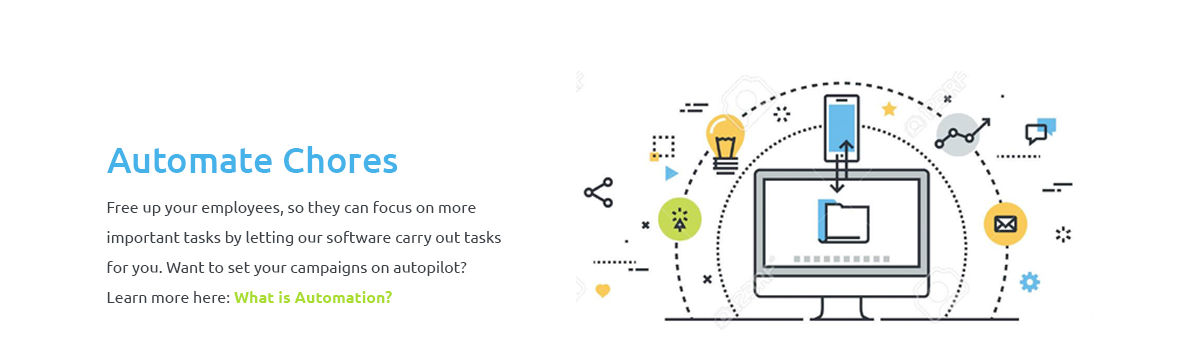 Automate Chores
Free up your employees, so they can focus on more
important tasks by letting our software carry out tasks
for you. Want to set your campaigns on autopilot?
Learn more here: What is Automation?